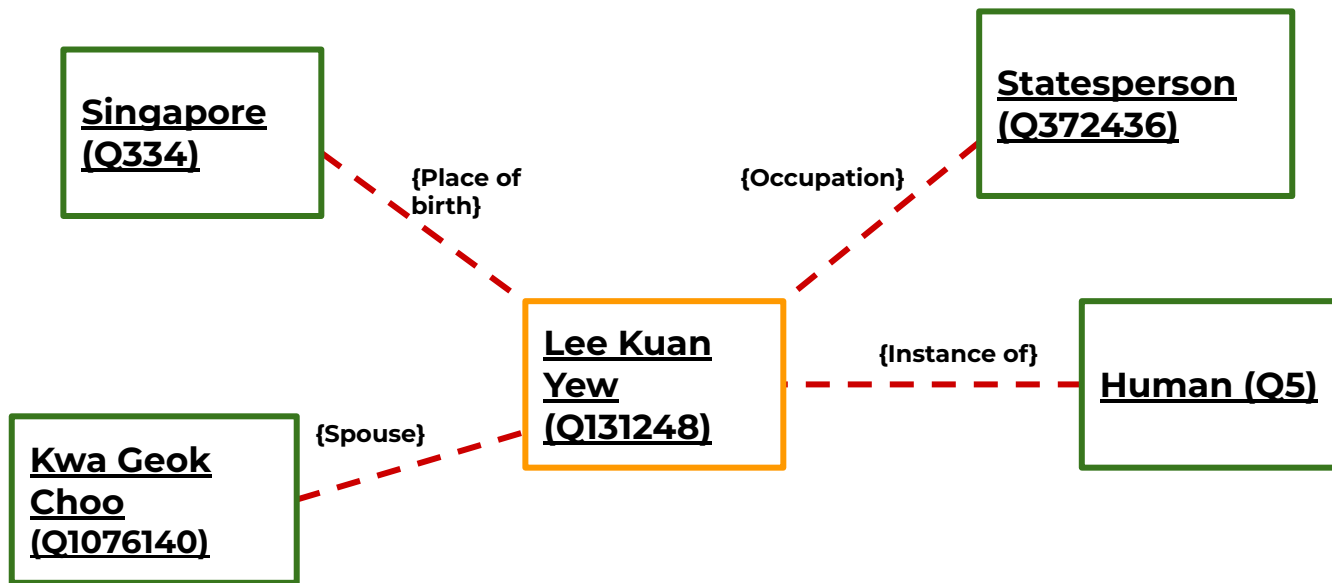 Singapore
(Q334)
Statesperson
(Q372436)
{Place of
birth}
{Occupation}
Lee Kuan
Yew
(Q131248)
{Instance of}
Human (Q5)
{Spouse}
Kwa Geok
Choo
(Q1076140)